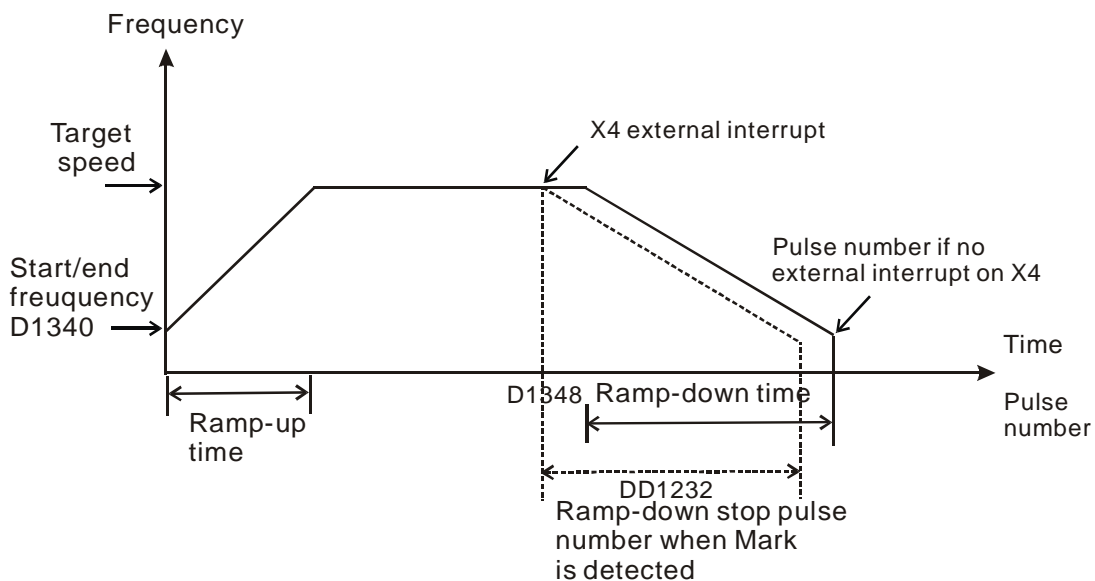 Frequency
Target
speed
X4 external interrupt
Pulse number if no
external interrupt on X4
Start/end
freuquency
D1340
Time
Pulse
number
D1348
Ramp-down time
Ramp-up
time
DD1232
Ramp-down stop pulse
number when Mark
is detected